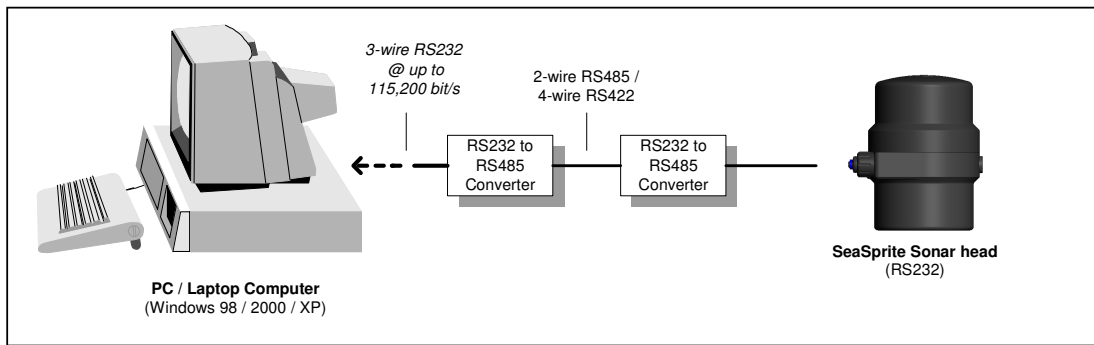 3-wire RS232
@ up to
115,200 bit/s
2-wire RS485 /
4-wire RS422
RS232 to
RS485
Converter
RS232 to
RS485
Converter
SeaSprite Sonar head
(RS232)
PC / Laptop Computer
(Windows 98 / 2000 / XP)